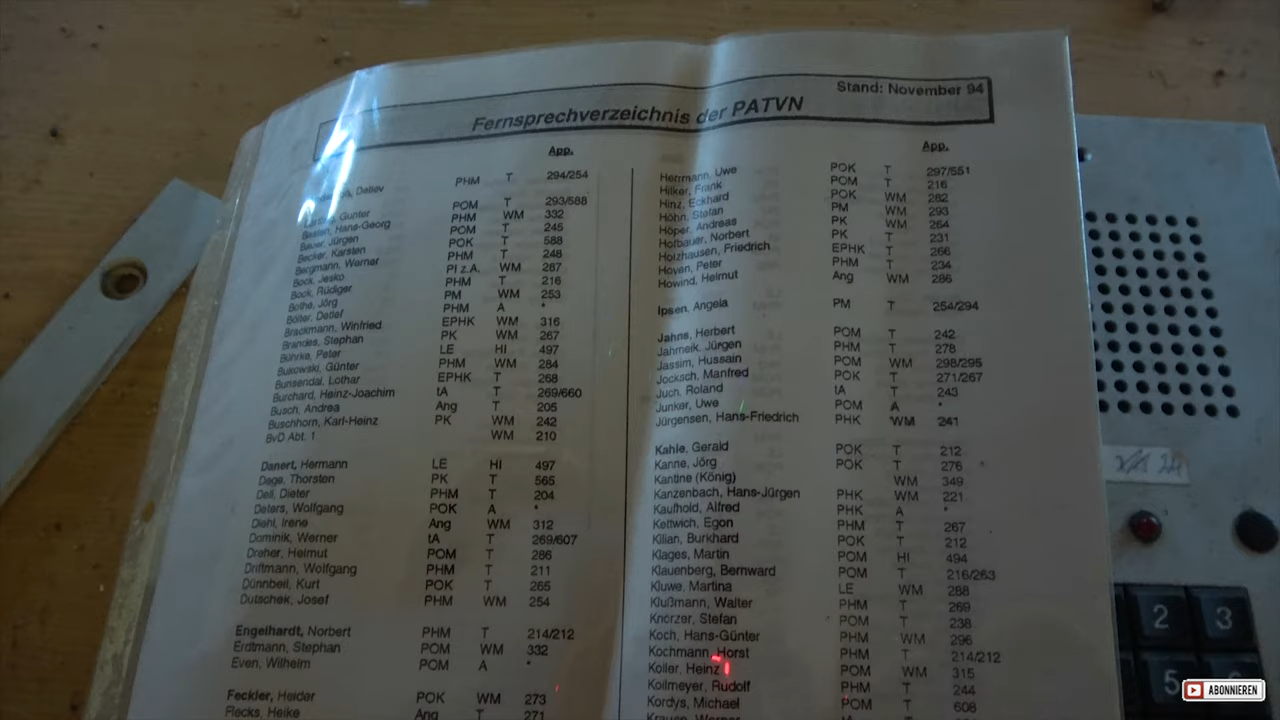 Fernsprechverzeichnis der PATVN Stand: November 94
App.
Detlev PHM T 294/254
Gunter POM T 293/588
Hans-Georg PHM WM 332
Bauer, Jürgen POM T 245
Becker, Karsten POK T 588
Bergmann, Werner PHM T 248
Bock, Jesko PI z.A. WM 287
Bock, Rüdiger PHM T 216
Bothe, Jörg PM WM 253
Bölter, Detlef PHM A *
Brackmann, Winfried EPHK WM 316
Brandes, Stephan PK WM 267
Bührke, Peter LE HI 497
Bukowski, Günter PHM WM 284
Bunsendal, Lothar EPHK T 268
Burchard, Heinz-Joachim tA T 269/660
Busch, Andrea Ang T 205
Buschhorn, Karl-Heinz PK WM 242
BvD Abt. 1 WM 210
Danert, Hermann LE HI 497
Dege, Thorsten PK T 565
Dell, Dieter PHM T 204
Deters, Wolfgang POK A *
Diehl, Irene Ang WM 312
Dominik, Werner tA T 269/607
Dreher, Helmut POM T 286
Driftmann, Wolfgang PHM T 211
Dünnbeil, Kurt POK T 265
Dutschek, Josef PHM WM 254
Engelhardt, Norbert PHM T 214/212
Erdtmann, Stephan POM WM 332
Even, Wilhelm POM A *
Feckler, Heider POK WM 273
Flecks, Heike Ang T 271
App.
Herrmann, Uwe POK T 297/551
Hilker, Frank POM T 216
Hinz, Eckhard POK WM 282
Höhn, Stefan PM WM 293
Höper, Andreas PK WM 264
Hofbauer, Norbert PK T 231
Holzhausen, Friedrich EPHK T 266
Hoven, Peter PHM T 234
Howind, Helmut Ang WM 286
Ipsen, Angela PM T 254/294
Jahns, Herbert POM T 242
Jahmeik, Jürgen PHM T 278
Jassim, Hussain POM WM 298/295
Jocksch, Manfred POK T 271/267
Juch, Roland tA T 243
Junker, Uwe POM A *
Jürgensen, Hans-Friedrich PHK WM 241
Kahle, Gerald POK T 212
Kanne, Jörg POK T 276
Kantine (König) WM 349
Kanzenbach, Hans-Jürgen PHK WM 221
Kaufhold, Alfred PHK A *
Kettwich, Egon PHM T 267
Kilian, Burkhard POK T 212
Klages, Martin POM HI 494
Klauenberg, Bernward POM T 216/263
Kluwe, Martina LE WM 288
Klußmann, Walter PHM T 269
Knorzer, Stefan POM T 238
Koch, Hans-Günter PHM WM 296
Kochmann, Horst PHM T 214/212
Koller, Heinz POM WM 315
Kollmeyer, Rudolf PHM T 244
Kordys, Michael POM T 608
2 3
5
ABONNIEREN